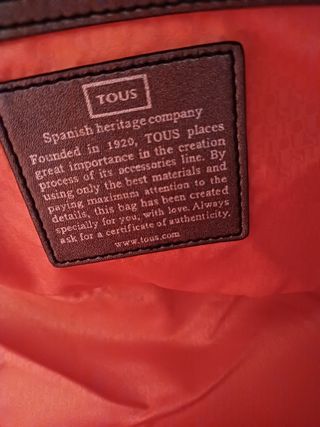 TOUS
Spanish heritage company
Founded in 1920, TOUS places
great importance in the creation
process of its accessories line. By
using only the best materials and
paying maximum attention to the
details, this bag has been created
specially for you, with love. Always
ask for a certificate of authenticity.
www.tous.com